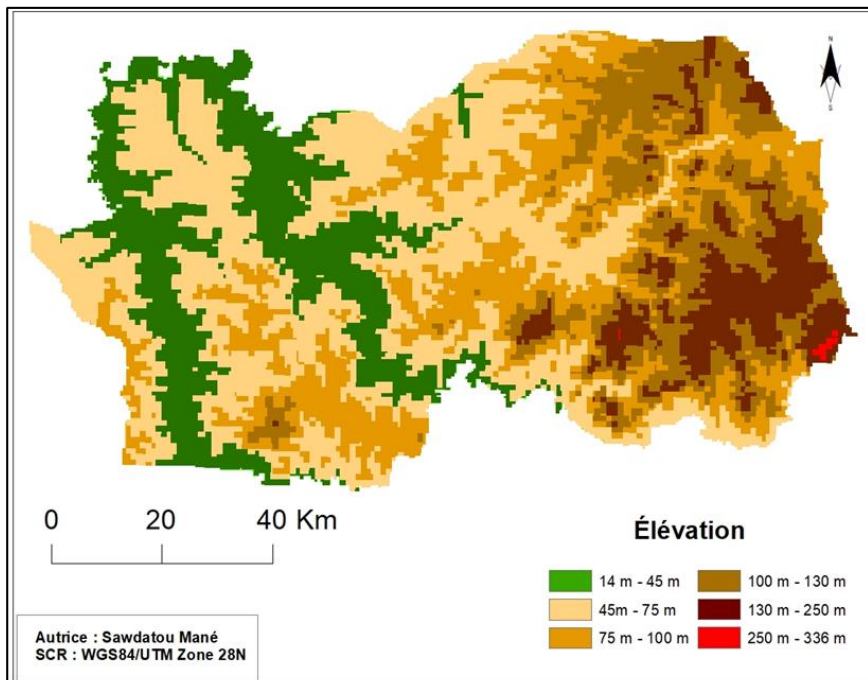 N
S
0 20 40 Km
Élévation
14 m - 45 m
45m - 75 m
75 m - 100 m
100 m - 130 m
130 m - 250 m
250 m - 336 m
Autrice : Sawdatou Mané
SCR : WGS84/UTM Zone 28N